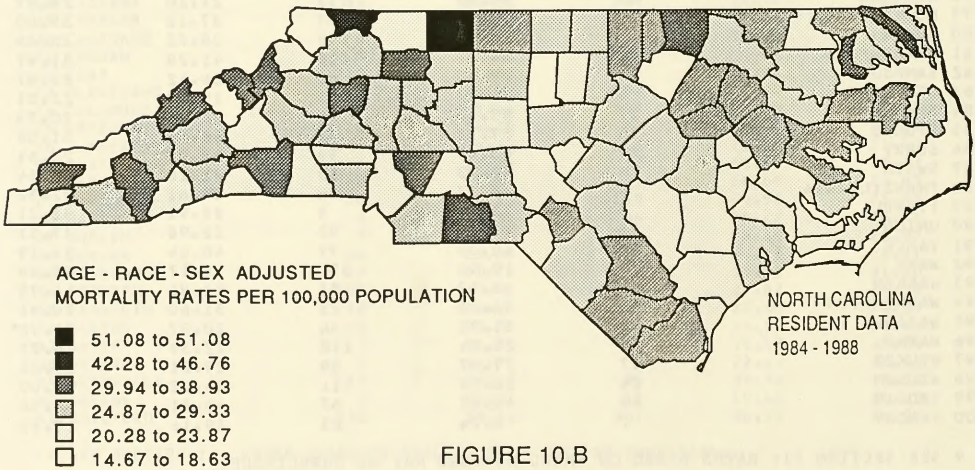 AGE - RACE - SEX ADJUSTED
MORTALITY RATES PER 100,000 POPULATION
51.08 to 51.08
42.28 to 46.76
29.94 to 38.93
24.87 to 29.33
20.28 to 23.87
14.67 to 18.63
NORTH CAROLINA
RESIDENT DATA
1984 - 1988
FIGURE 10.B